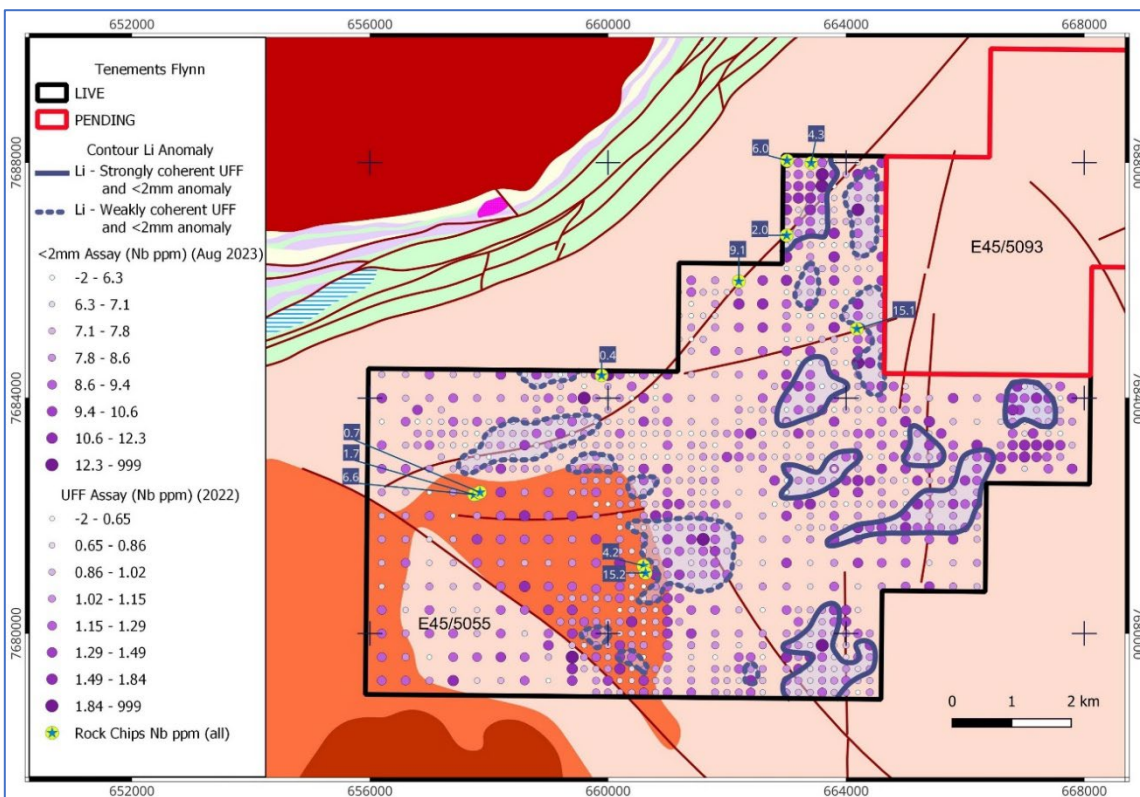 652000 656000 660000 664000 668000
Tenements Flynn
LIVE
PENDING
Contour Li Anomaly
Li - Strongly coherent UFF
and <2mm anomaly
Li - Weakly coherent UFF
and <2mm anomaly
<2mm Assay (Nb ppm) (Aug 2023)
-2 - 6.3
6.3 - 7.1
7.1 - 7.8
7.8 - 8.6
8.6 - 9.4
9.4 - 10.6
10.6 - 12.3
12.3 - 999
UFF Assay (Nb ppm) (2022)
-2 - 0.65
0.65 - 0.86
0.86 - 1.02
1.02 - 1.15
1.15 - 1.29
1.29 - 1.49
1.49 - 1.84
1.84 - 999
Rock Chips Nb ppm (all)
7688000
7684000
7680000
6.0
4.3
2.0
9.1
15.1
0.4
0.7
1.7
6.6
4.2
15.2
E45/5093
E45/5055
0 1 2 km
7688000
7684000
7680000
652000 656000 660000 664000 668000